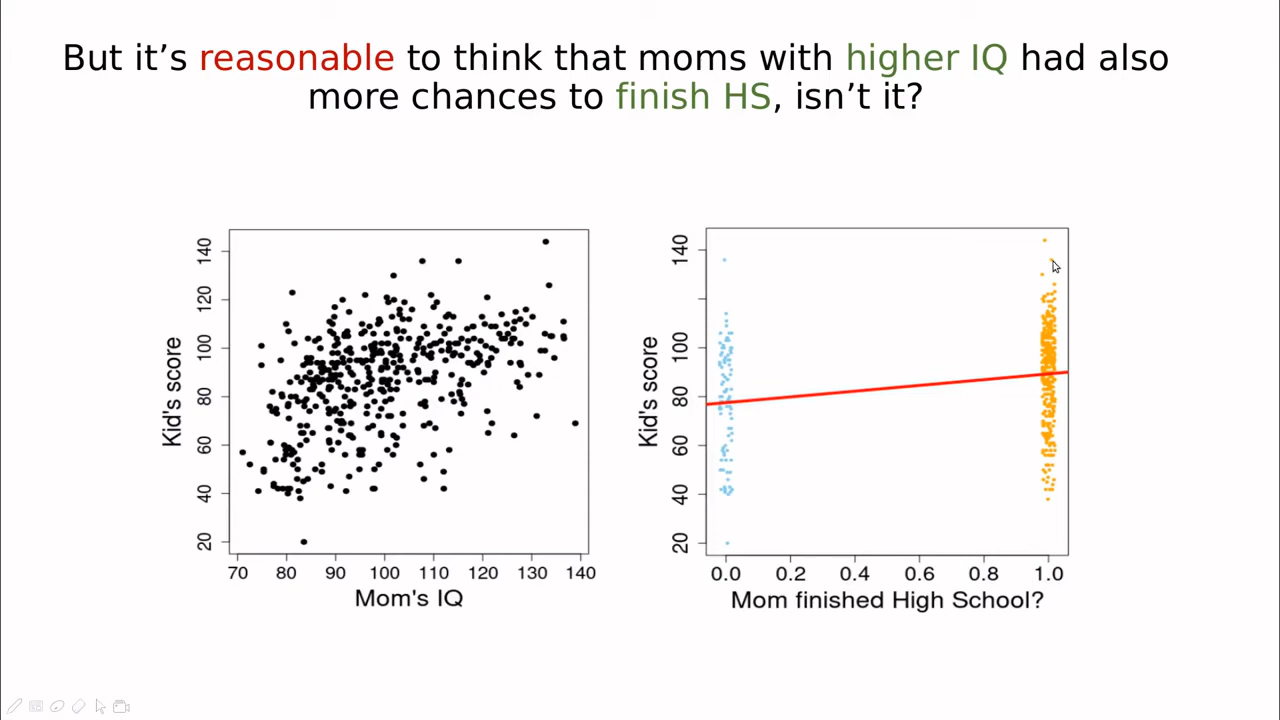 But it’s reasonable to think that moms with higher IQ had also
more chances to finish HS, isn’t it?
Kid's score
140
120
100
80
60
40
20
70 80 90 100 110 120 130 140
Mom's IQ
Kid's score
140
100
80
60
40
20
0.0 0.2 0.4 0.6 0.8 1.0
Mom finished High School?